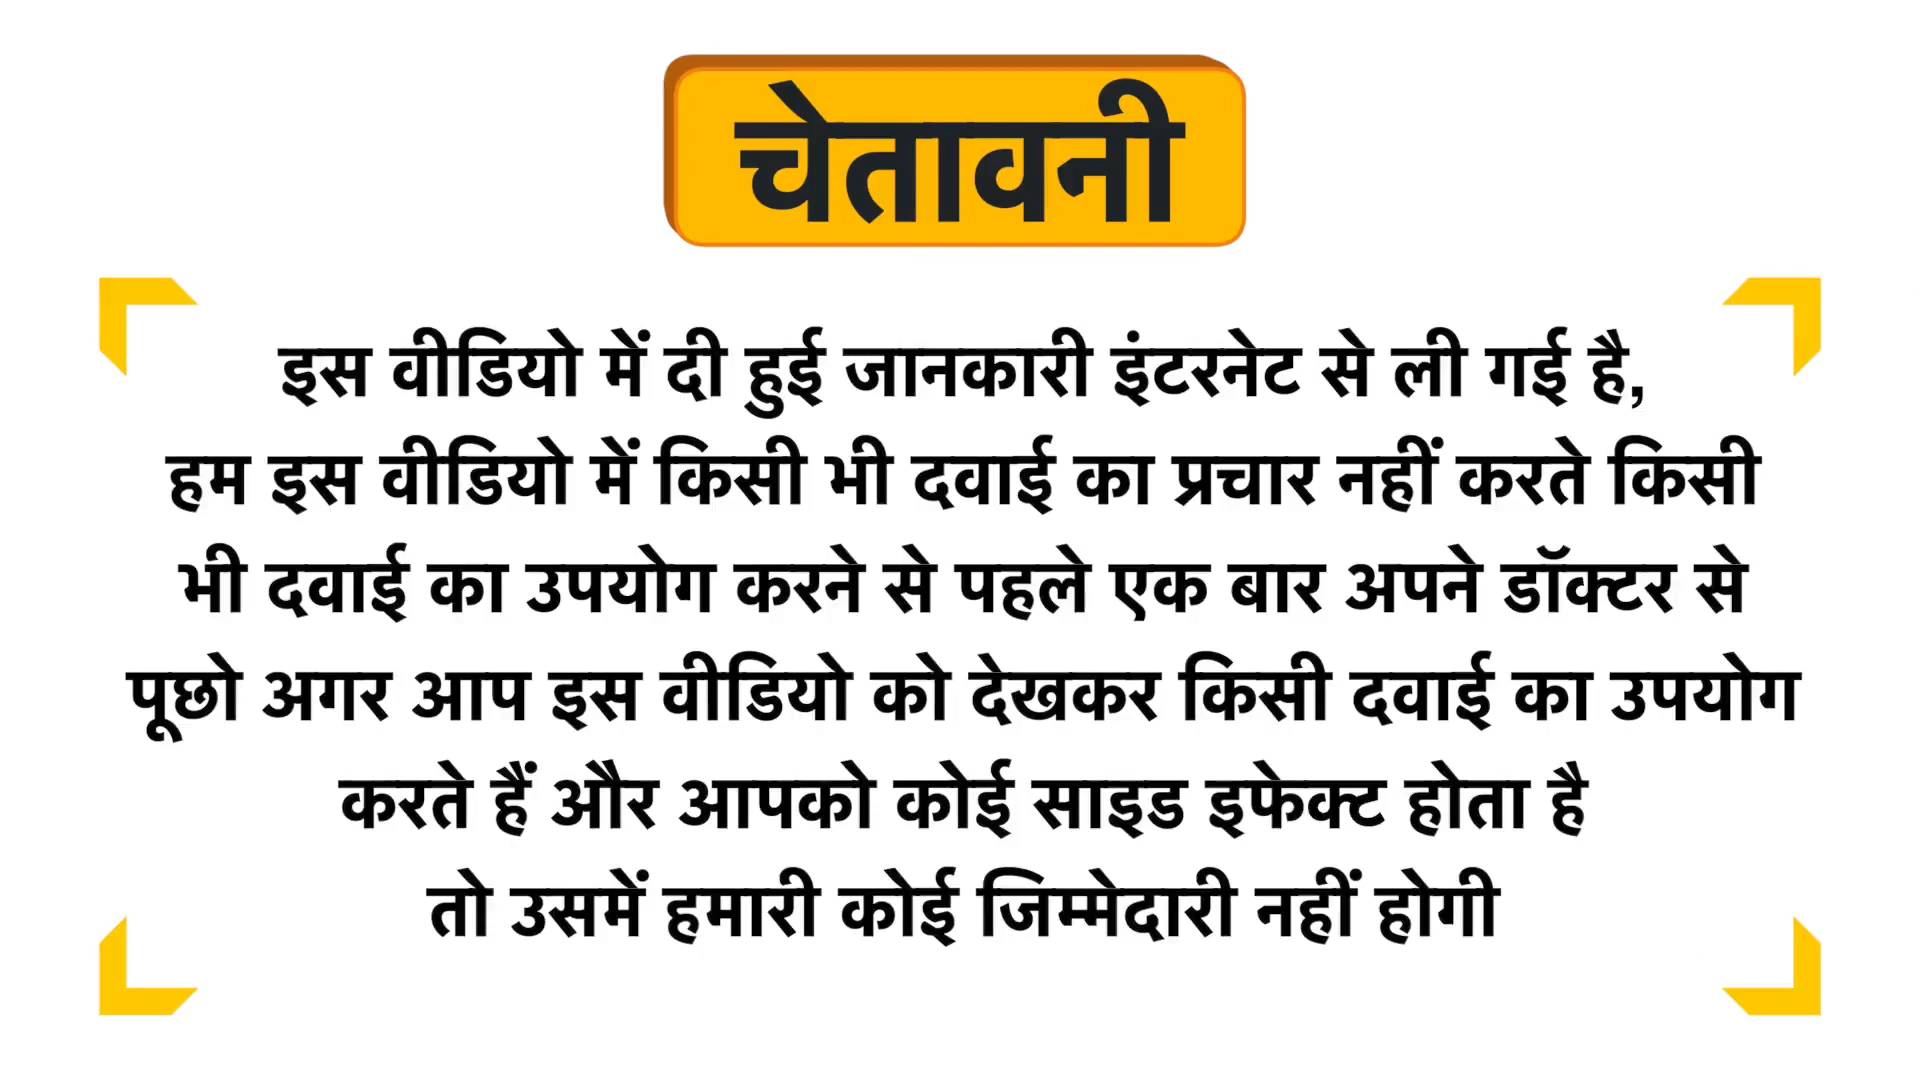 चेतावनी
इस वीडियो में दी हुई जानकारी इंटरनेट से ली गई है,
हम इस वीडियो में किसी भी दवाई का प्रचार नहीं करते किसी
भी दवाई का उपयोग करने से पहले एक बार अपने डॉक्टर से
पूछो अगर आप इस वीडियो को देखकर किसी दवाई का उपयोग
करते हैं और आपको कोई साइड इफेक्ट होता है
तो उसमें हमारी कोई जिम्मेदारी नहीं होगी